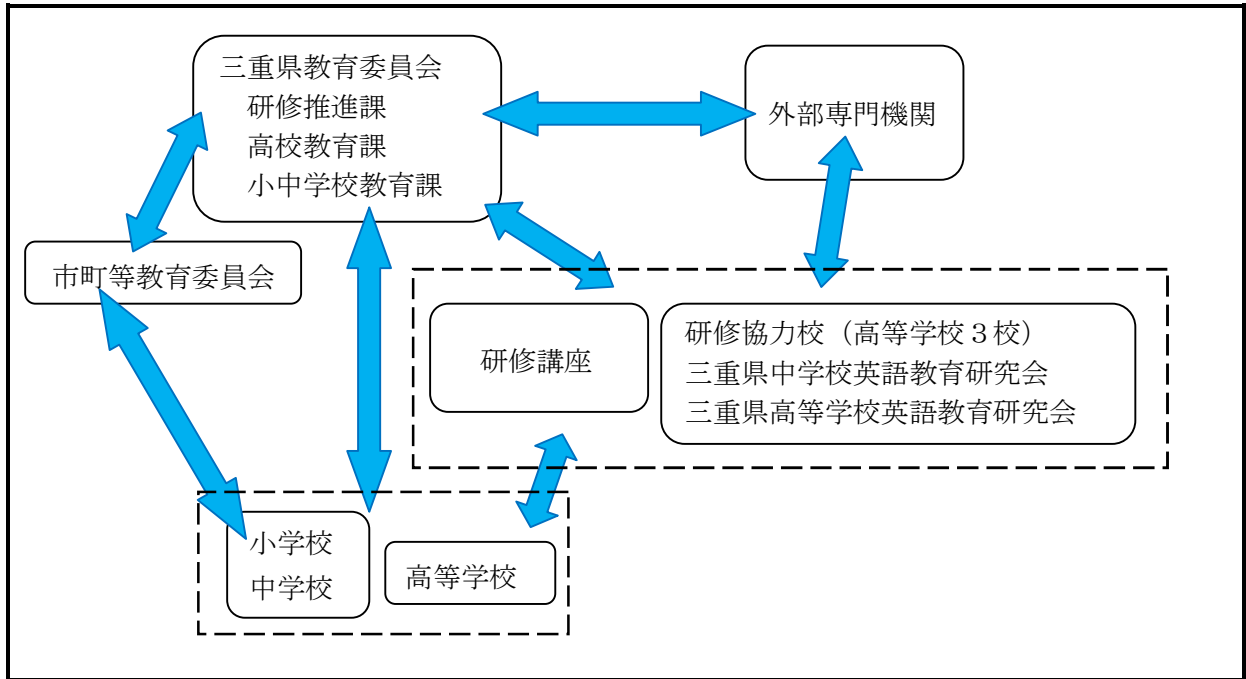 三重県教育委員会
研修推進課
高校教育課
小中学校教育課
外部専門機関
市町等教育委員会
研修講座
研修協力校（高等学校３校）
三重県中学校英語教育研究会
三重県高等学校英語教育研究会
小学校
中学校
高等学校